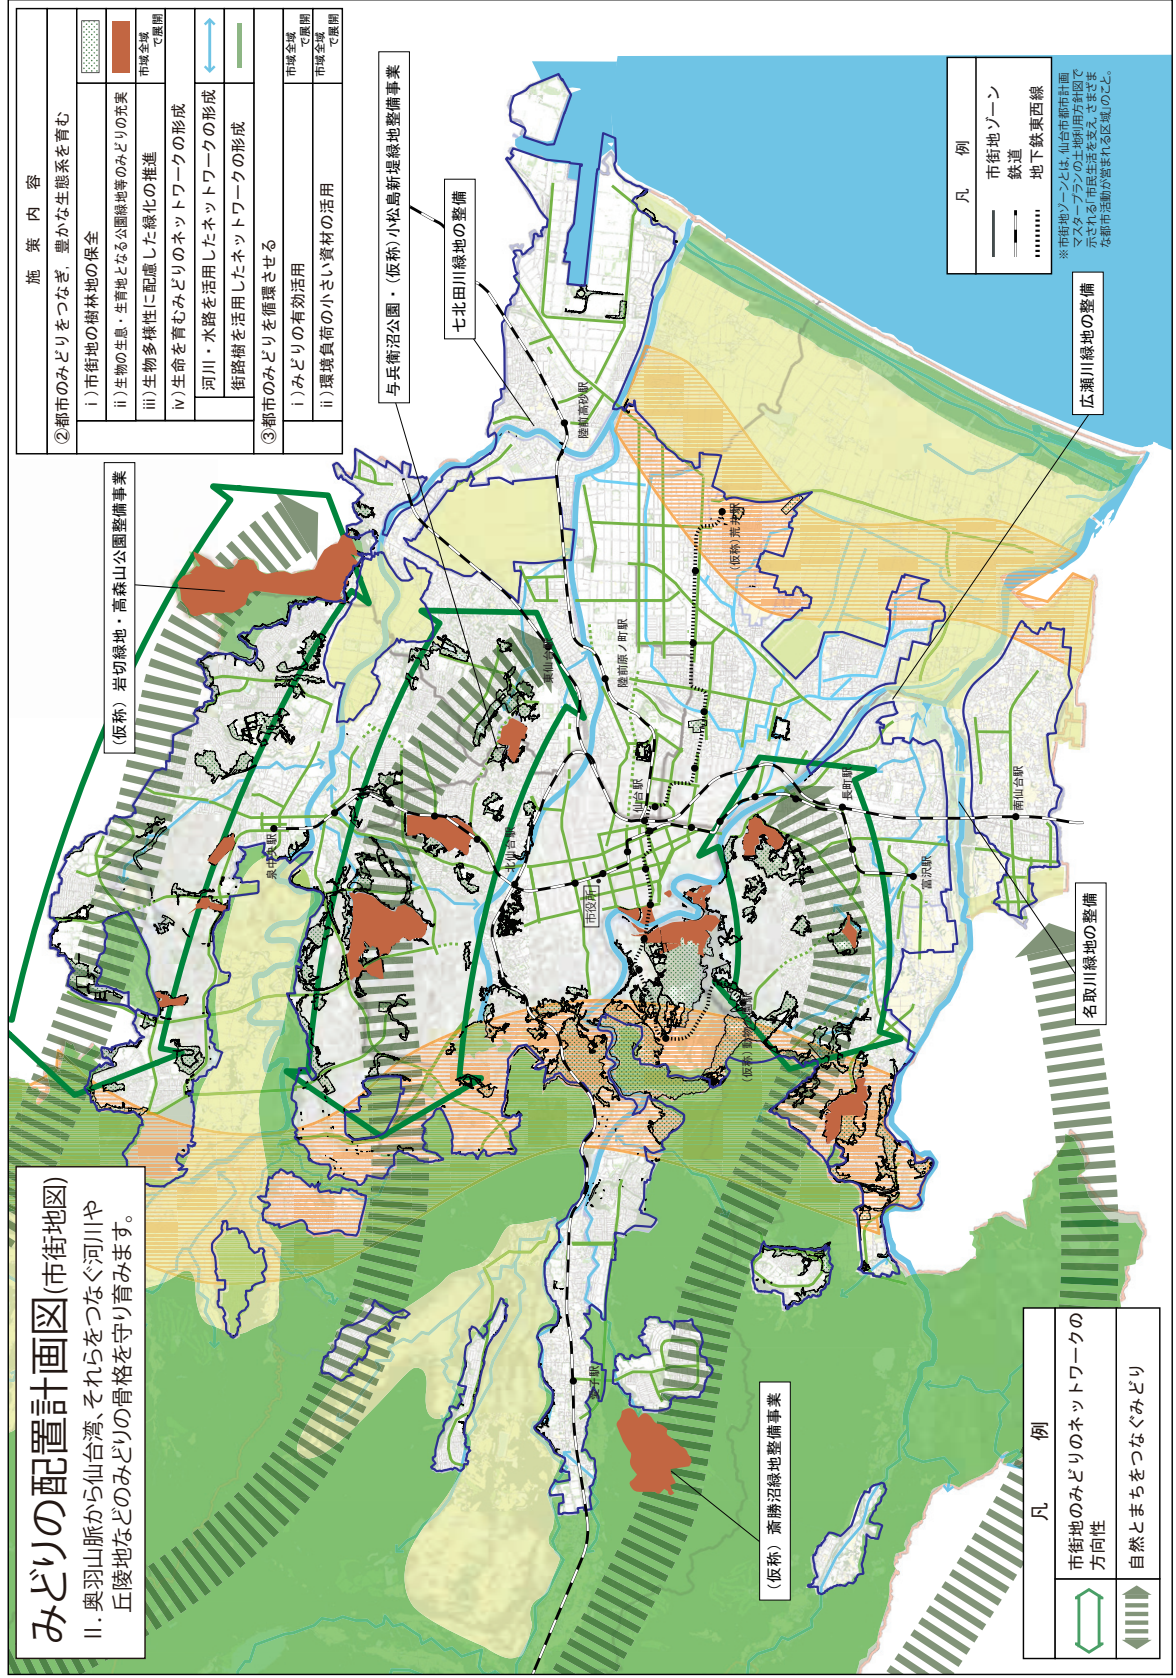 みどりの配置計画図(市街地図)
Ⅱ. 奥羽山脈から仙台湾、それらをつなぐ河川や
丘陵地などのみどりの骨格を守り育みます。
施策内容
②都市のみどりをつなぎ、豊かな生態系を育む
ⅰ)市街地の樹林地の保全
ⅱ)生物の生息・生育地となる公園緑地等のみどりの充実
ⅲ)生物多様性に配慮した緑化の推進
市域全域
で展開
ⅳ)生命を育むみどりのネットワークの形成
河川・水路を活用したネットワークの形成
街路樹を活用したネットワークの形成
③都市のみどりを循環させる
ⅰ)みどりの有効活用
市域全域
で展開
ⅱ)環境負荷の小さい資材の活用
市域全域
で展開
(仮称)岩切緑地・高森山公園整備事業
与兵衛沼公園・(仮称)小松島新堤緑地整備事業
七北田川緑地の整備
広瀬川緑地の整備
名取川緑地の整備
(仮称)斎勝沼緑地整備事業
泉中央駅
北仙台駅
東仙台駅
陸前原ノ町駅
陸前高砂駅
(仮称)荒井駅
仙台駅
市役所
長町駅
富沢駅
南仙台駅
凡例
市街地ゾーン
鉄道
地下鉄東西線
※市街地ゾーンとは、仙台市都市計画
マスタープランの土地利用方針図で
示される「市民生活を支え、さまざま
な都市活動が営まれる区域」のこと。
凡例
市街地のみどりのネットワークの
方向性
自然とまちをつなぐみどり